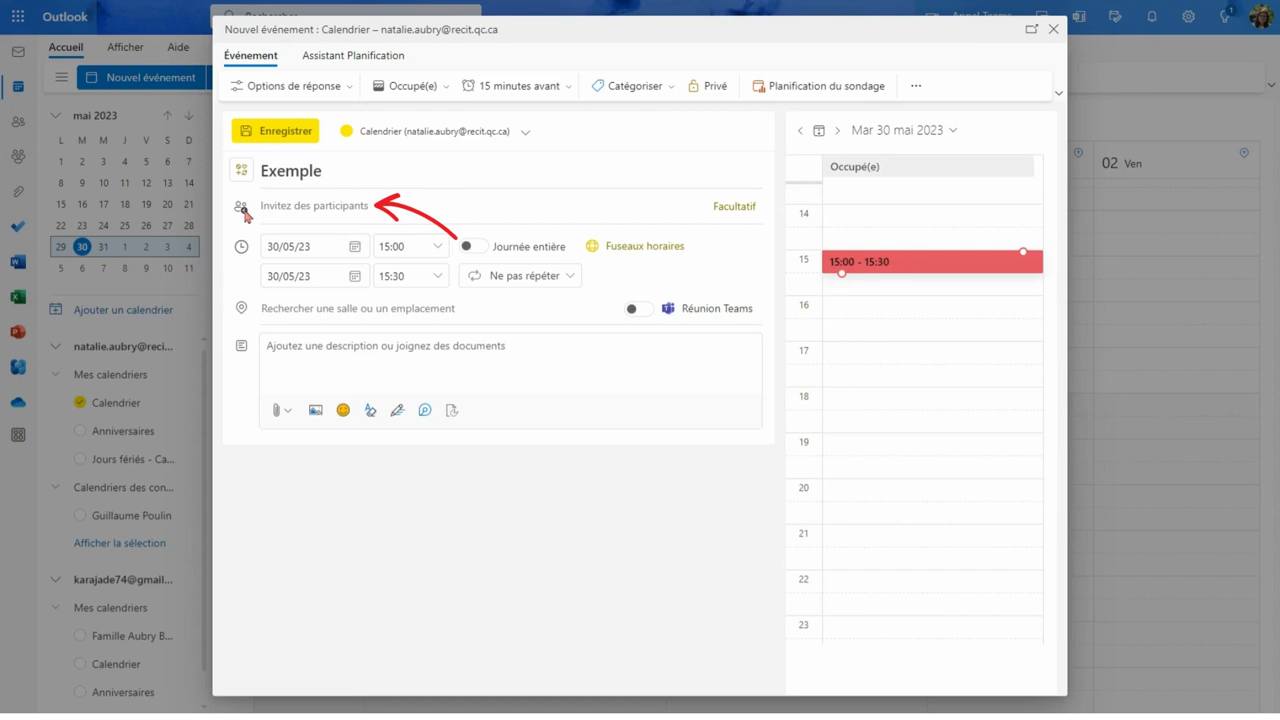 Outlook
Rechercher
Appel Teams
1
Accueil
Afficher
Aide
Nouvel événement
mai 2023
L M M J V S D
1 2 3 4 5 6 7
8 9 10 11 12 13 14
15 16 17 18 19 20 21
22 23 24 25 26 27 28
29 30 31 1 2 3 4
5 6 7 8 9 10 11
Ajouter un calendrier
natalie.aubry@reci...
Mes calendriers
Calendrier
Anniversaires
Jours fériés - Ca...
Calendriers des con...
Guillaume Poulin
Afficher la sélection
karajade74@gmail...
Mes calendriers
Famille Aubry B...
Calendrier
Anniversaires
Nouvel événement : Calendrier – natalie.aubry@recit.qc.ca
Événement
Assistant Planification
Options de réponse
Occupé(e)
15 minutes avant
Catégoriser
Privé
Planification du sondage
...
Enregistrer
Calendrier (natalie.aubry@recit.qc.ca)
Exemple
Invitez des participants
Facultatif
30/05/23
15:00
Journée entière
Fuseaux horaires
30/05/23
15:30
Ne pas répéter
Rechercher une salle ou un emplacement
Réunion Teams
Ajoutez une description ou joignez des documents
Mar 30 mai 2023
Occupé(e)
14
15
15:00 - 15:30
16
17
18
19
20
21
22
23
02 Ven